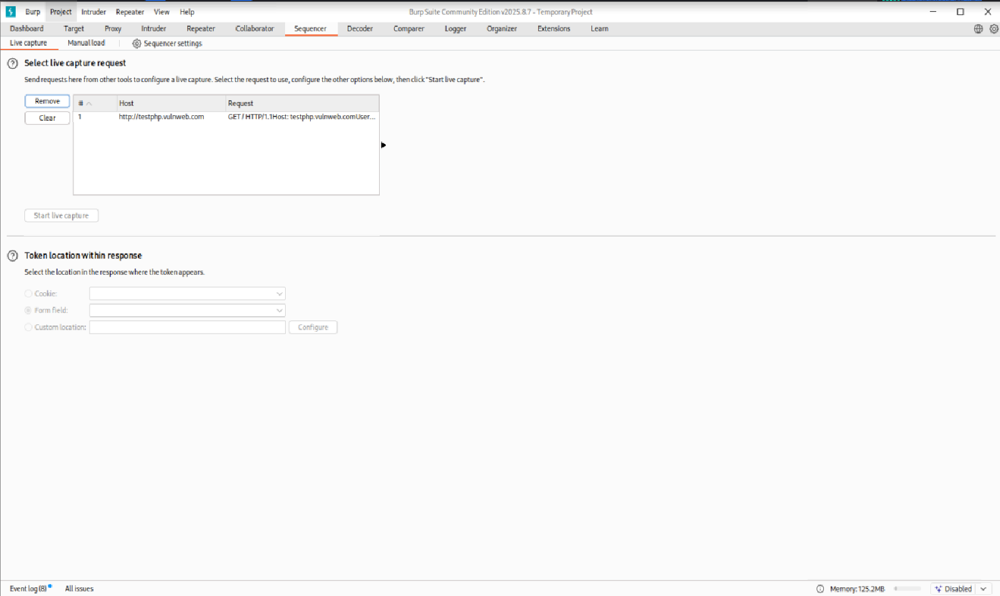 Burp Project Intruder Repeater View Help Burp Suite Community Edition v2025.8.7 - Temporary Project
Dashboard Target Proxy Intruder Repeater Collaborator Sequencer Decoder Comparer Logger Organizer Extensions Learn
Live capture Manual load Sequencer settings
Select live capture request
Send requests here from other tools to configure a live capture. Select the request to use, configure the other options below, then click "Start live capture".
Remove # Host Request
1 http://testphp.vulnweb.com GET / HTTP/1.1Host: testphp.vulnweb.comUser...
Clear
Start live capture
Token location within response
Select the location in the response where the token appears.
Cookie:
Form field:
Custom location: Configure
Event log (8) All issues Memory: 125.2MB Disabled